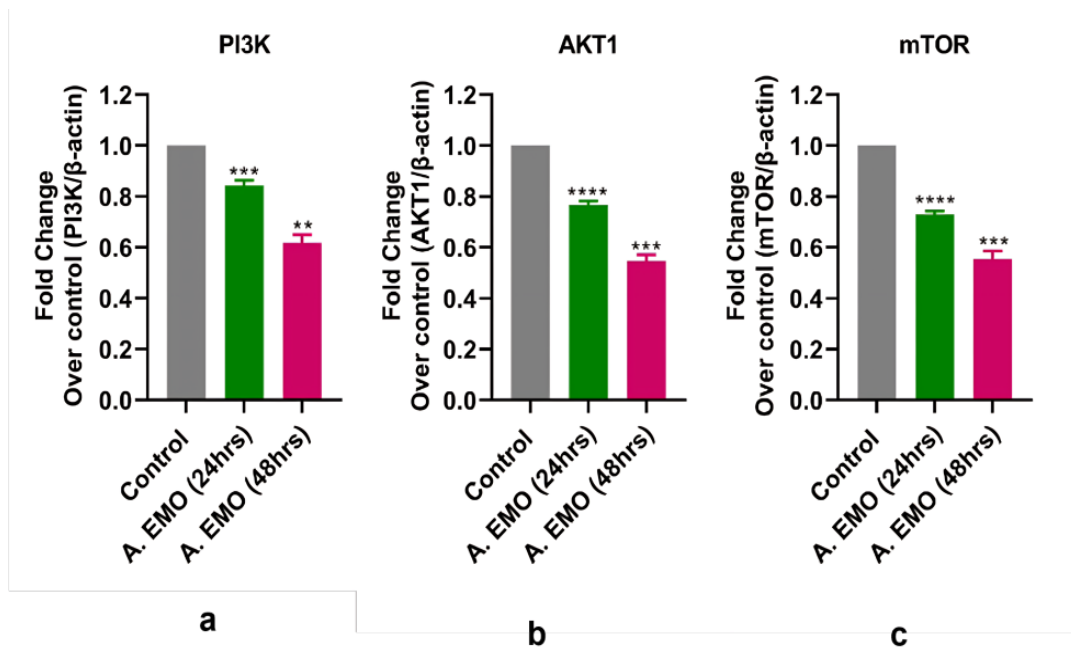 PI3K
Fold Change
Over control (PI3K/β-actin)
1.2
1.0
0.8
0.6
0.4
0.2
0.0
***
**
Control
A. EMO (24hrs)
A. EMO (48hrs)
a
AKT1
Fold Change
Over control (AKT1/β-actin)
1.2
1.0
0.8
0.6
0.4
0.2
0.0
****
***
Control
A. EMO (24hrs)
A. EMO (48hrs)
b
mTOR
Fold Change
Over control (mTOR/β-actin)
1.2
1.0
0.8
0.6
0.4
0.2
0.0
****
***
Control
A. EMO (24hrs)
A. EMO (48hrs)
c